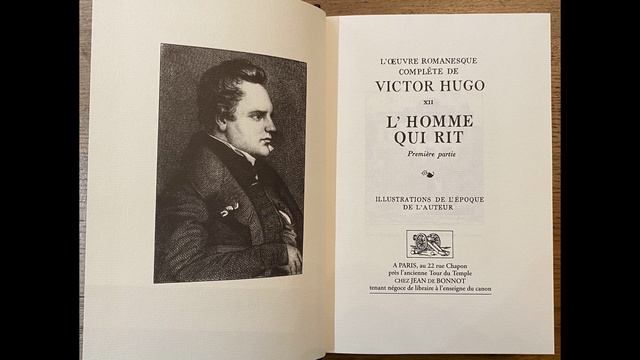 L'ŒUVRE ROMANESQUE
COMPLÈTE DE
VICTOR HUGO
XII
L'HOMME
QUI RIT
Première partie
ILLUSTRATIONS DE L'ÉPOQUE
DE L'AUTEUR
A PARIS, au 22 rue Chapon
près l'ancienne Tour du Temple
CHEZ JEAN DE BONNOT
tenant négoce de libraire à l'enseigne du canon